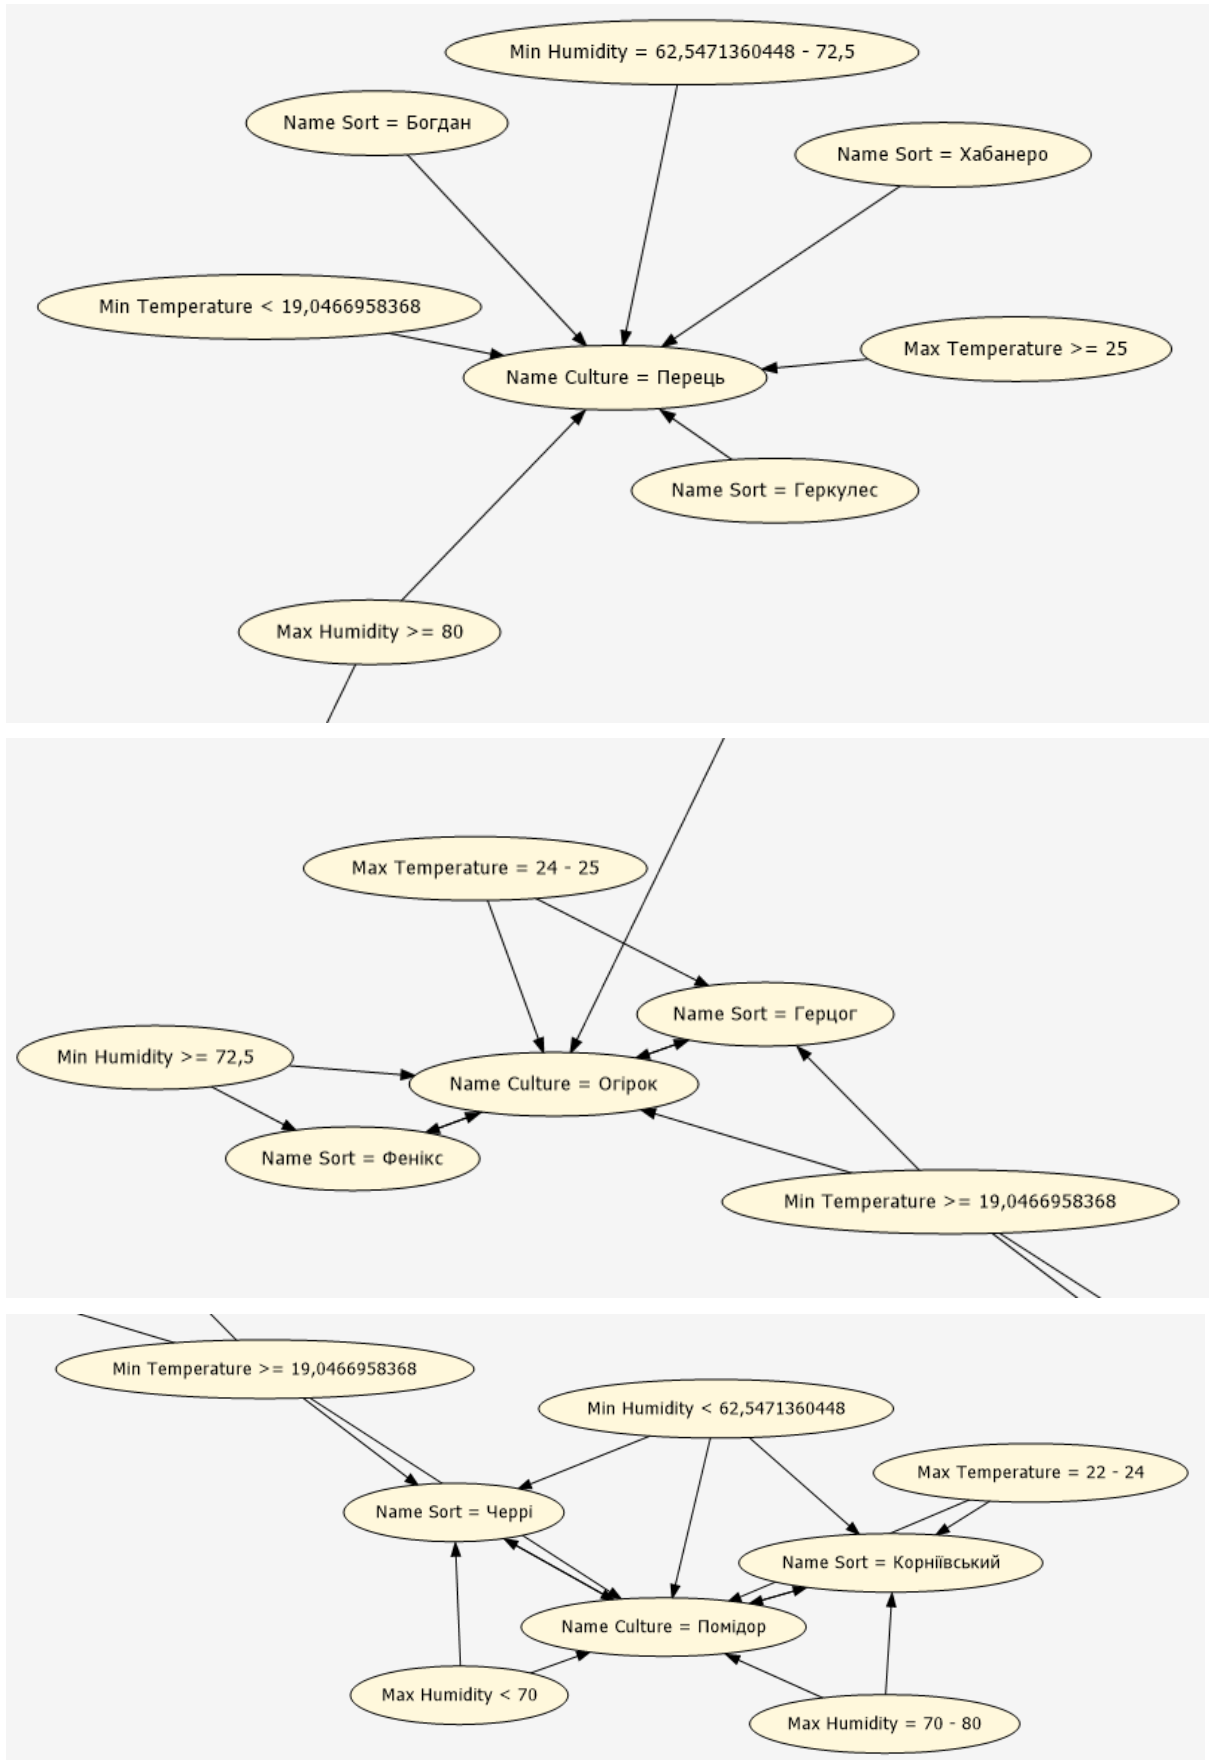 Min Humidity = 62,5471360448 - 72,5
Name Sort = Богдан
Name Sort = Хабанеро
Min Temperature < 19,0466958368
Max Temperature >= 25
Name Culture = Перець
Name Sort = Геркулес
Max Humidity >= 80
Max Temperature = 24 - 25
Name Sort = Герцог
Min Humidity >= 72,5
Name Culture = Огірок
Name Sort = Фенікс
Min Temperature >= 19,0466958368
Min Temperature >= 19,0466958368
Min Humidity < 62,5471360448
Max Temperature = 22 - 24
Name Sort = Черрі
Name Sort = Корніївський
Name Culture = Помідор
Max Humidity < 70
Max Humidity = 70 - 80